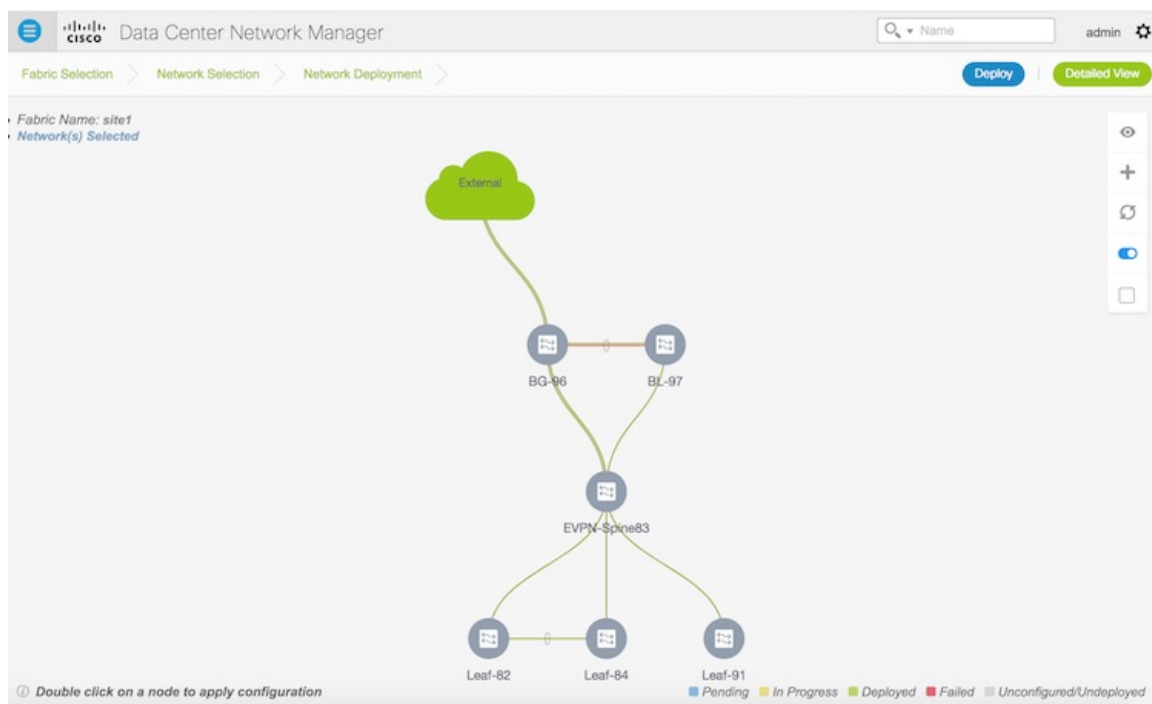 CISCO Data Center Network Manager Name admin
Fabric Selection Network Selection Network Deployment Deploy Detailed View
Fabric Name: site1
Network(s) Selected
External
BG-96 BL-97
EVPN-Spine83
Leaf-82 Leaf-84 Leaf-91
Double click on a node to apply configuration Pending In Progress Deployed Failed Unconfigured/Undeployed